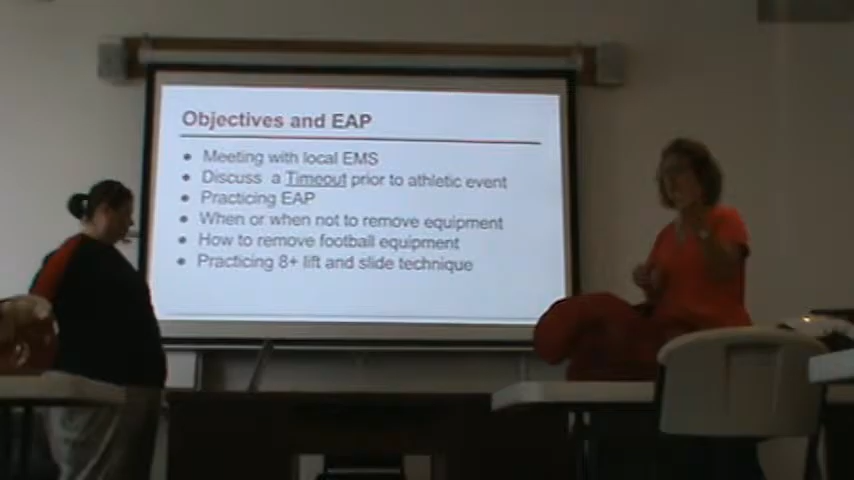 Objectives and EAP
• Meeting with local EMS
• Discuss a Timeout prior to athletic event
• Practicing EAP
• When or when not to remove equipment
• How to remove football equipment
• Practicing 8+ lift and slide technique